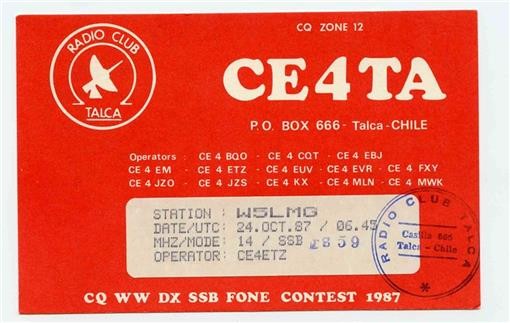 RADIO CLUB
TALCA
CQ ZONE 12
CE4TA
P.O. BOX 666 - Talca - CHILE
Operators : CE 4 BQO - CE 4 CQT - CE 4 EBJ
CE 4 EM - CE 4 ETZ - CE 4 EUV - CE 4 EVR - CE 4 FXY
CE 4 JZO - CE 4 JZS - CE 4 KX - CE 4 MLN - CE 4 MWK
STATION : W5LMG
DATE/UTC: 24.OCT.87 / 06.45
MHZ/MODE: 14 / SSB 1859
OPERATOR: CE4ETZ
RADIO CLUB TALCA
Casilla 665
Talca - Chile
*
CQ WW DX SSB FONE CONTEST 1987